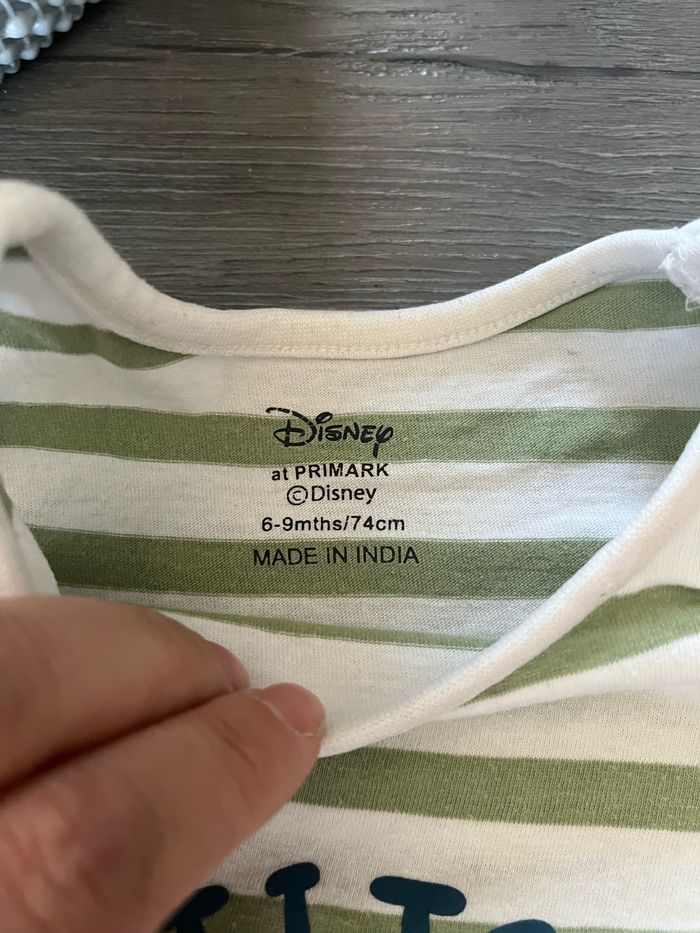 Disney
at PRIMARK
©Disney
6-9mths/74cm
MADE IN INDIA